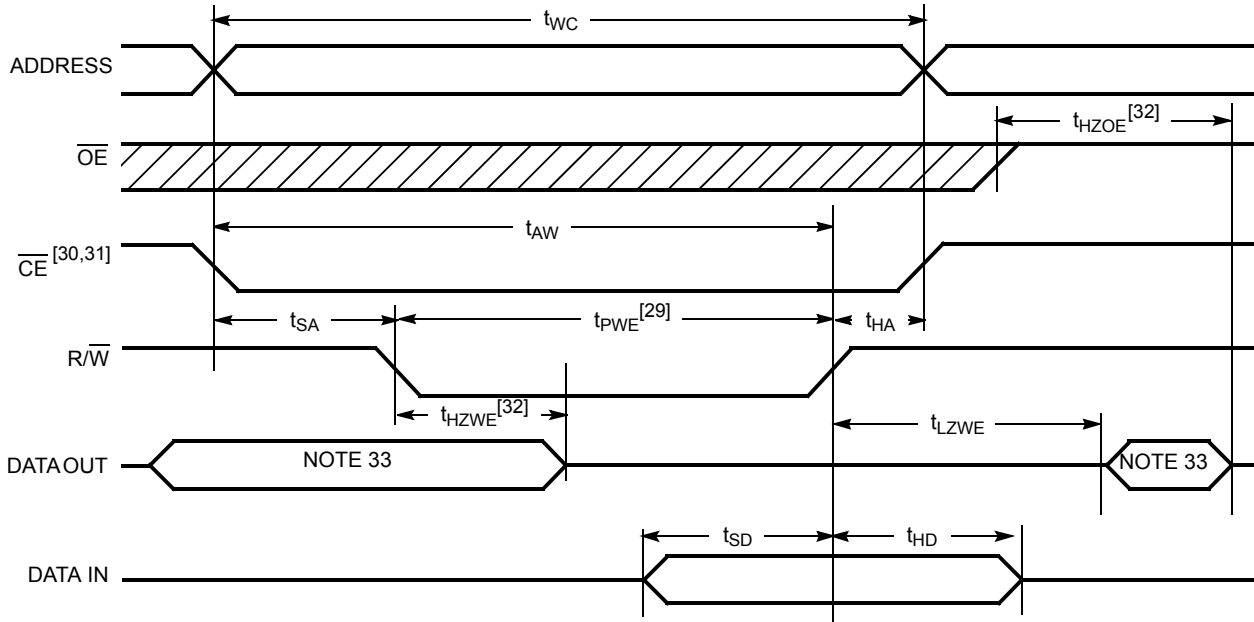 tWC
ADDRESS
tHZOE[32]
OE
tAW
CE [30,31]
tSA
tPWE[29]
tHA
R/W
tHZWE[32]
tLZWE
DATA OUT
NOTE 33
NOTE 33
tSD
tHD
DATA IN